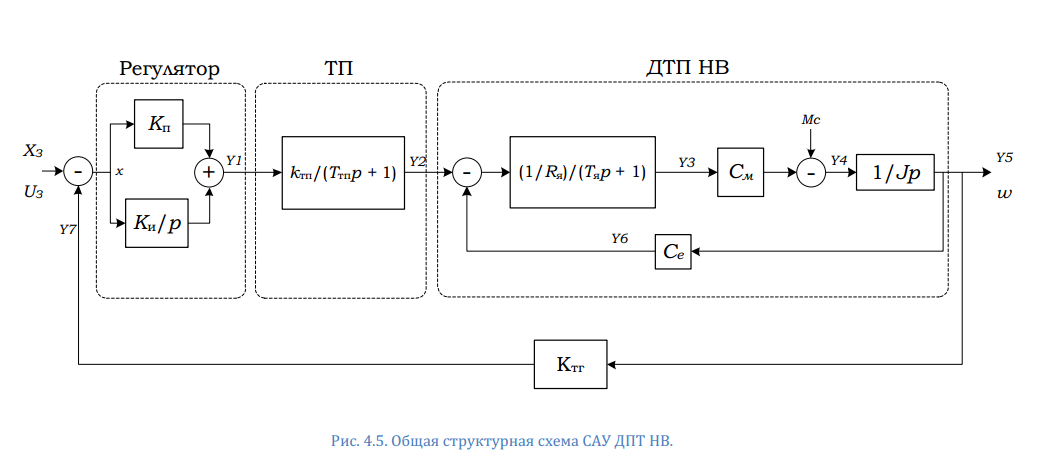 Регулятор
ТП
ДТП НВ
Kп
Mc
Xз
Uз
-
x
+
Y1
kтп/(Tтпp + 1)
Y2
-
(1/Rя)/(Tяp + 1)
Y3
Cм
-
Y4
1/Jp
Y5
w
Kи/p
Y7
Y6
Ce
Kтг
Рис. 4.5. Общая структурная схема САУ ДПТ НВ.